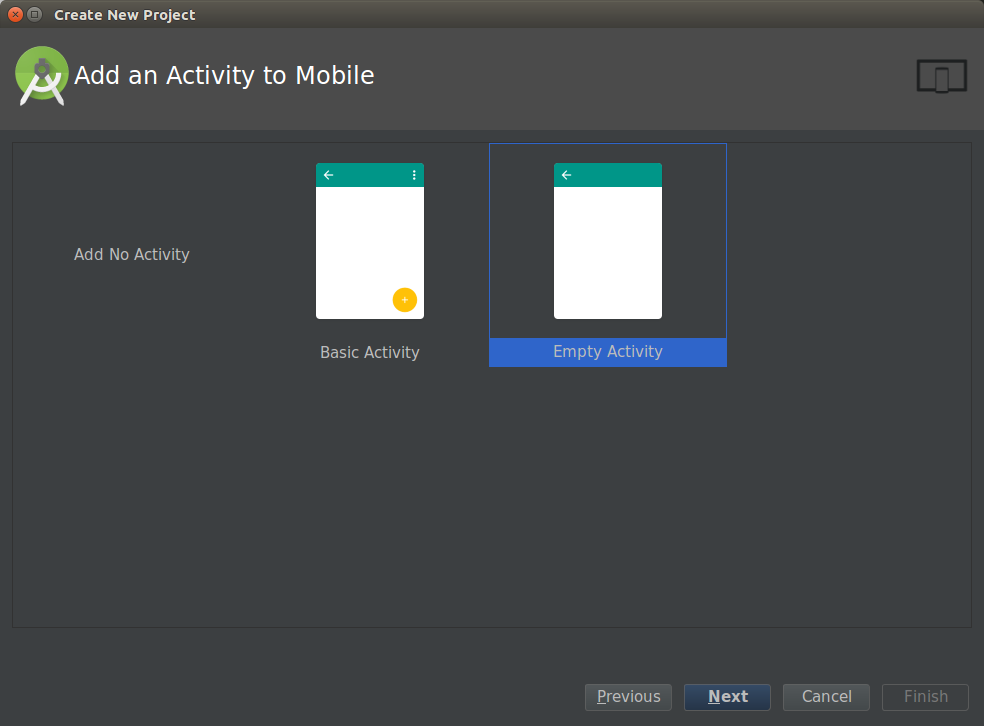 Create New Project
Add an Activity to Mobile
Add No Activity
Basic Activity
Empty Activity
Previous
Next
Cancel
Finish